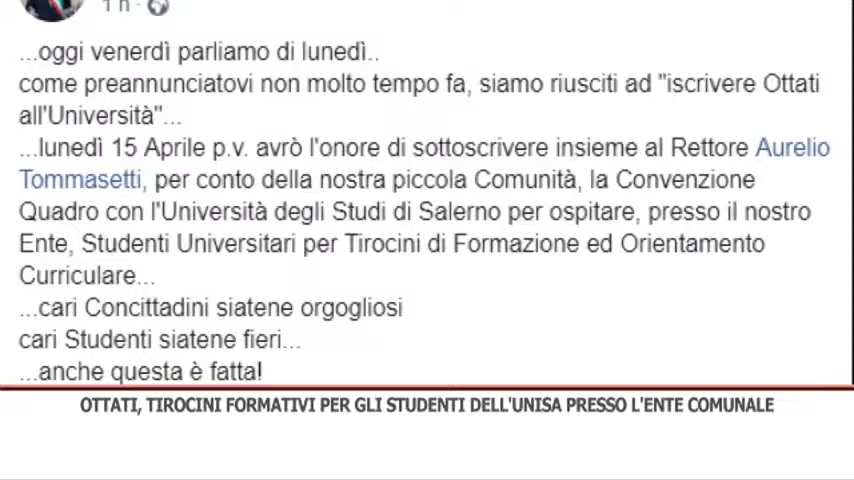 1 h ·
...oggi venerdì parliamo di lunedì..
come preannunciatovi non molto tempo fa, siamo riusciti ad "iscrivere Ottati
all'Università"...
...lunedì 15 Aprile p.v. avrò l'onore di sottoscrivere insieme al Rettore Aurelio
Tommasetti, per conto della nostra piccola Comunità, la Convenzione
Quadro con l'Università degli Studi di Salerno per ospitare, presso il nostro
Ente, Studenti Universitari per Tirocini di Formazione ed Orientamento
Curriculare...
...cari Concittadini siatene orgogliosi
cari Studenti siatene fieri...
...anche questa è fatta!
OTTATI, TIROCINI FORMATIVI PER GLI STUDENTI DELL'UNISA PRESSO L'ENTE COMUNALE